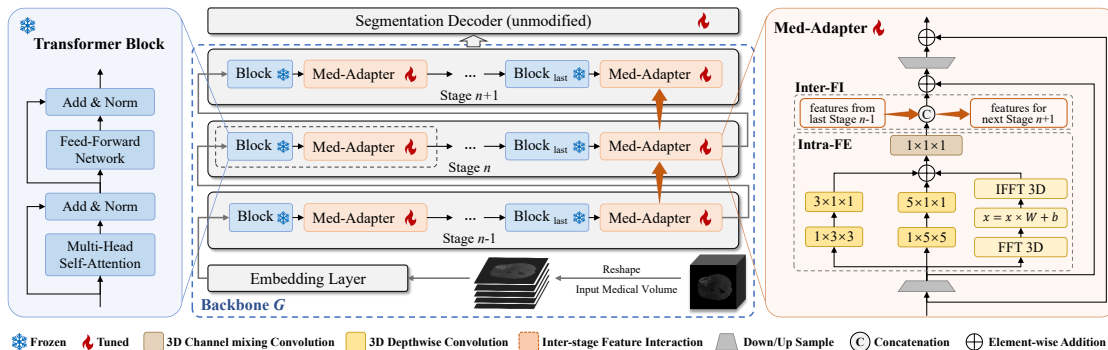 Transformer Block
Add & Norm
Feed-Forward
Network
Add & Norm
Multi-Head
Self-Attention
Segmentation Decoder (unmodified)
Block
Med-Adapter
...
Block last
Med-Adapter
Stage n+1
Block
Med-Adapter
...
Block last
Med-Adapter
Stage n
Block
Med-Adapter
...
Block last
Med-Adapter
Stage n-1
Embedding Layer
Reshape
Input Medical Volume
Backbone G
Med-Adapter
Inter-FI
features from
last Stage n-1
C
features for
next Stage n+1
Intra-FE
1×1×1
3×1×1
5×1×1
IFFT 3D
x = x × W + b
1×3×3
1×5×5
FFT 3D
Frozen
Tuned
3D Channel mixing Convolution
3D Depthwise Convolution
Inter-stage Feature Interaction
Down/Up Sample
C Concatenation
Element-wise Addition